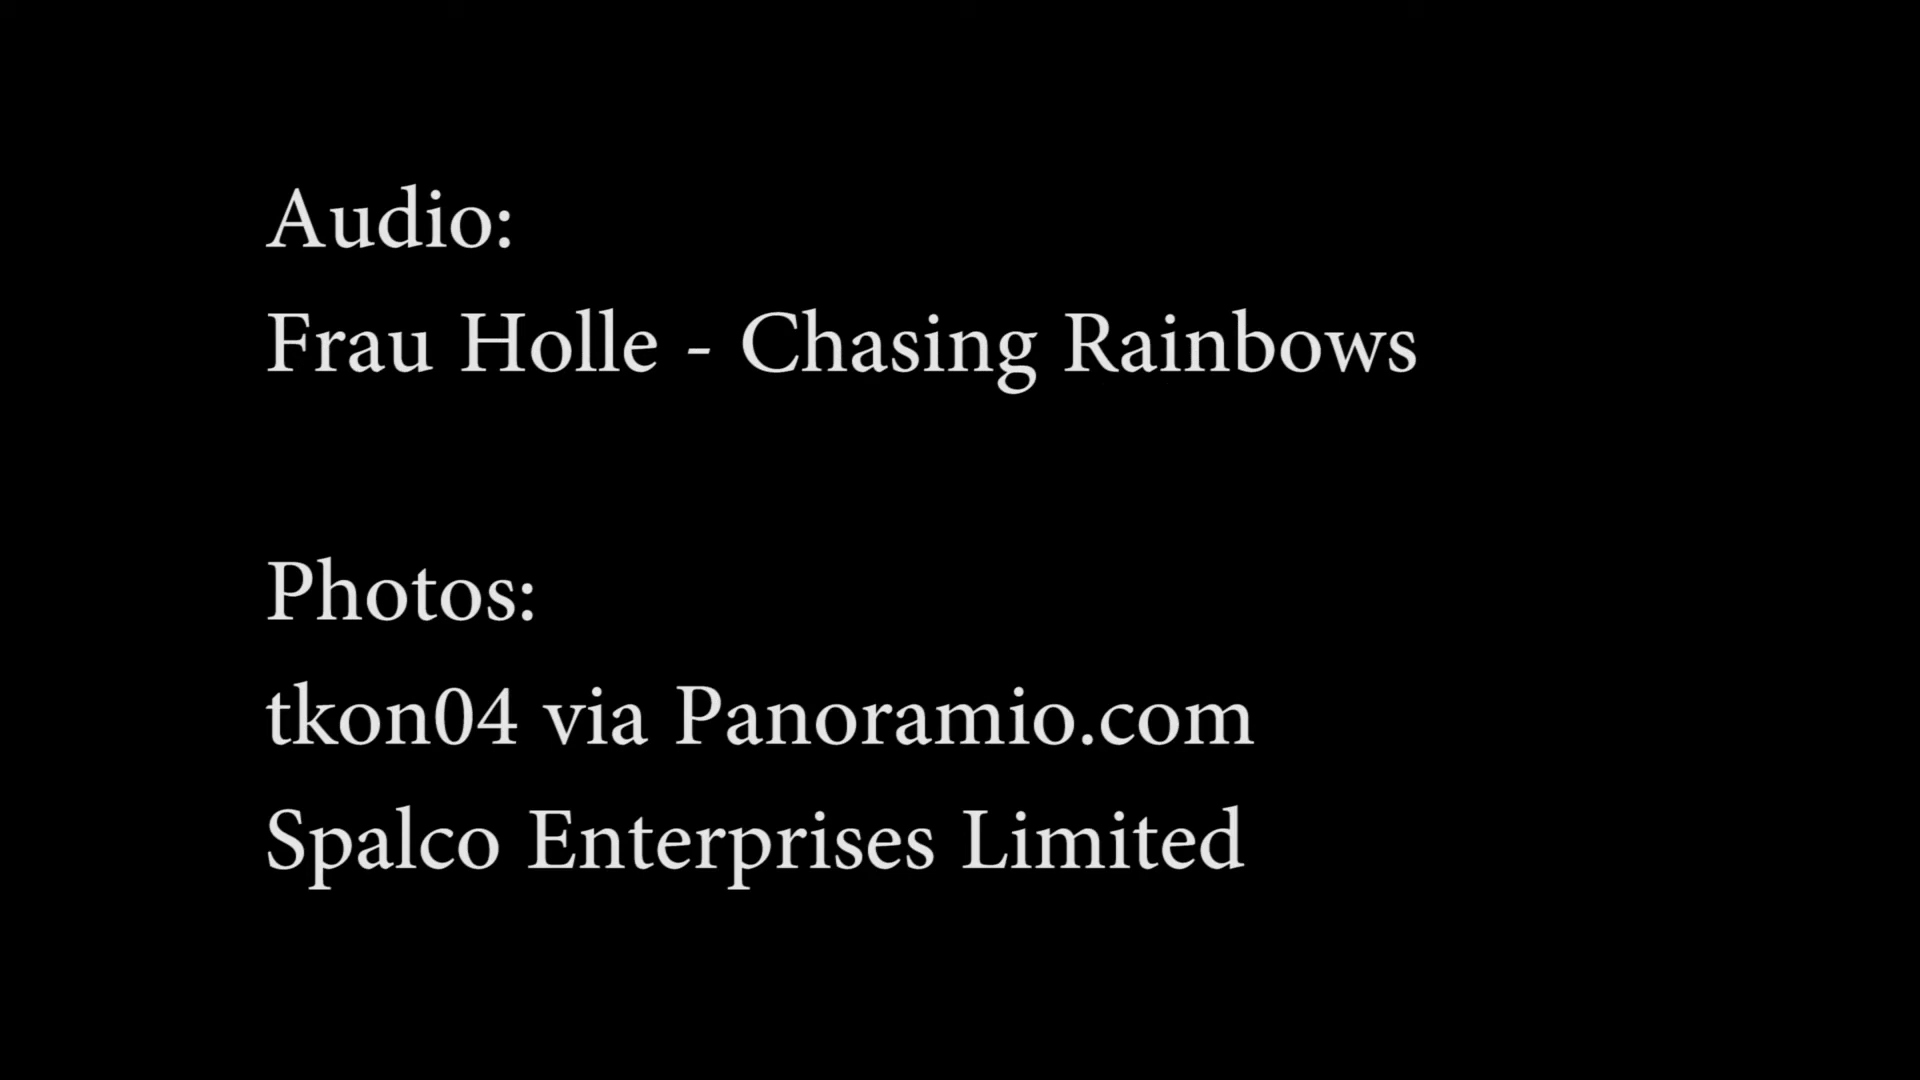 Audio:
Frau Holle - Chasing Rainbows
Photos:
tkon04 via Panoramio.com
Spalco Enterprises Limited